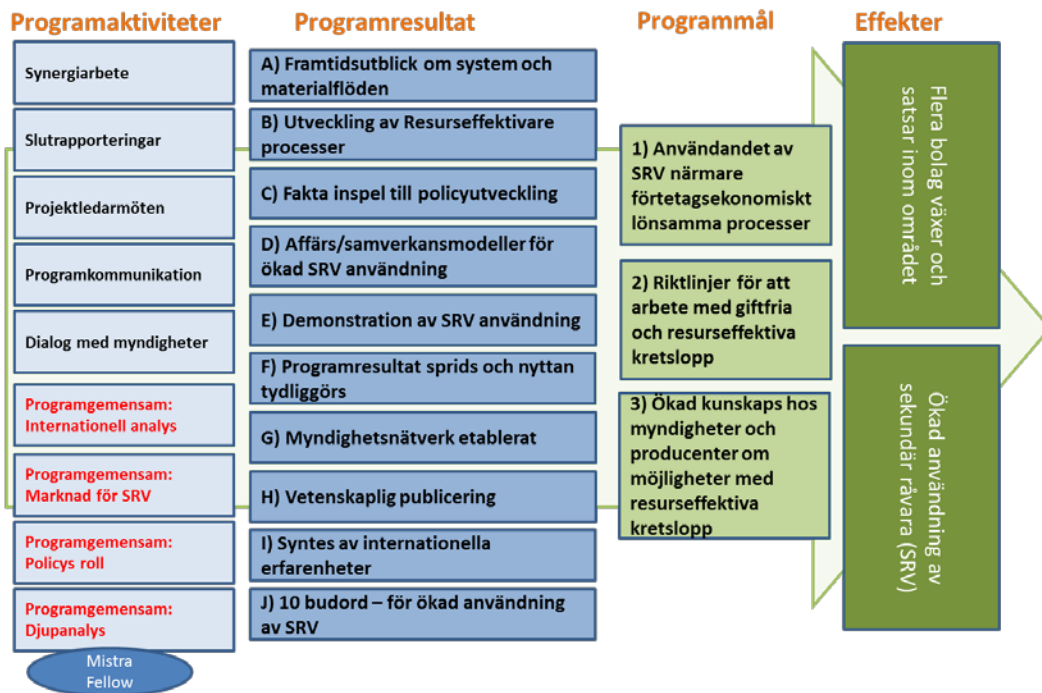 Programaktiviteter
Synergiarbete
Slutrapporteringar
Projektledarmöten
Programkommunikation
Dialog med myndigheter
Programgemensam:
Internationell analys
Programgemensam:
Marknad för SRV
Programgemensam:
Policys roll
Programgemensam:
Djupanalys
Mistra
Fellow
Programresultat
A) Framtidsutblick om system och
materialflöden
B) Utveckling av Resurseffektivare
processer
C) Fakta inspel till policyutveckling
D) Affärs/samverkansmodeller för
ökad SRV användning
E) Demonstration av SRV användning
F) Programresultat sprids och nyttan
tydliggörs
G) Myndighetsnätverk etablerat
H) Vetenskaplig publicering
I) Syntes av internationella
erfarenheter
J) 10 budord – för ökad användning
av SRV
Programmål
1) Användandet av
SRV närmare
förtetagsekonomiskt
lönsamma processer
2) Riktlinjer för att
arbete med giftfria
och resurseffektiva
kretslopp
3) Ökad kunskaps hos
myndigheter och
producenter om
möjligheter med
resurseffektiva
kretslopp
Effekter
Flera bolag växer och
satsar inom området
Ökad användning av
sekundär råvara (SRV)